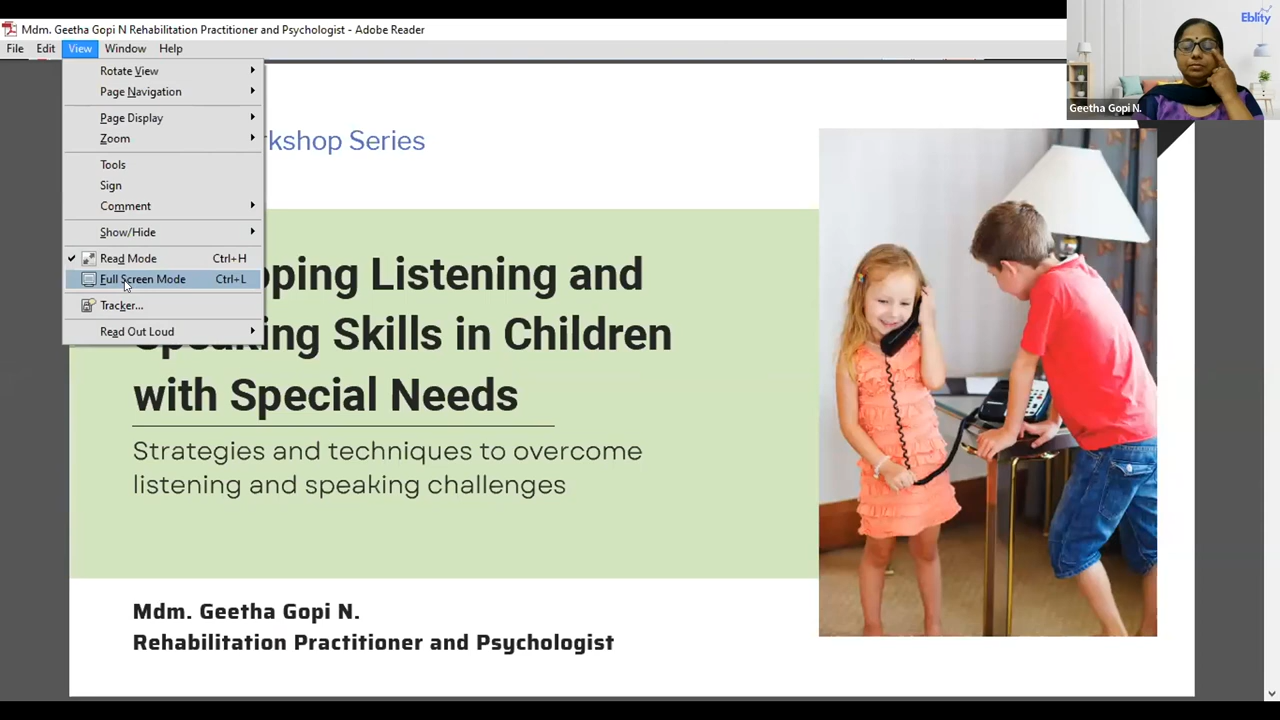 Mdm. Geetha Gopi N Rehabilitation Practitioner and Psychologist - Adobe Reader
File Edit View Window Help
Rotate View
Page Navigation
Page Display
Zoom
Tools
Sign
Comment
Show/Hide
Read Mode Ctrl+H
Full Screen Mode Ctrl+L
Tracker...
Read Out Loud
Eblity
Geetha Gopi N.
Series
Listening and
Speaking Skills in Children
with Special Needs
Strategies and techniques to overcome
listening and speaking challenges
Mdm. Geetha Gopi N.
Rehabilitation Practitioner and Psychologist